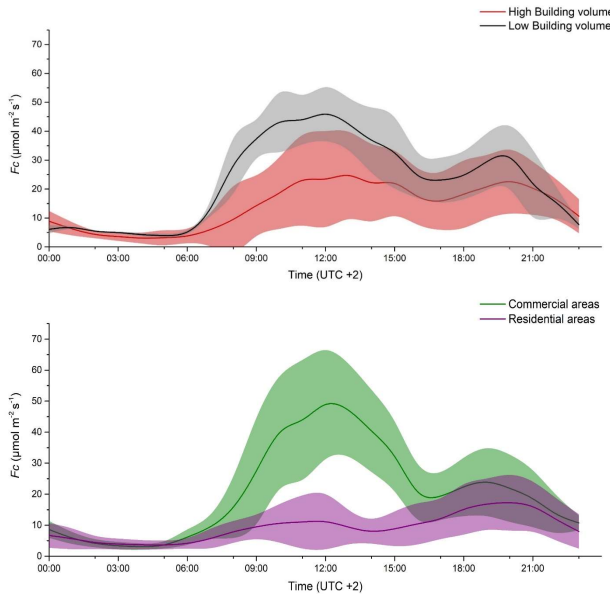 High Building volume
Low Building volume
70
60
50
40
30
20
10
0
Fc (μmol m⁻² s⁻¹)
00:00 03:00 06:00 09:00 12:00 15:00 18:00 21:00
Time (UTC +2)
Commercial areas
Residential areas
70
60
50
40
30
20
10
0
Fc (μmol m⁻² s⁻¹)
00:00 03:00 06:00 09:00 12:00 15:00 18:00 21:00
Time (UTC +2)